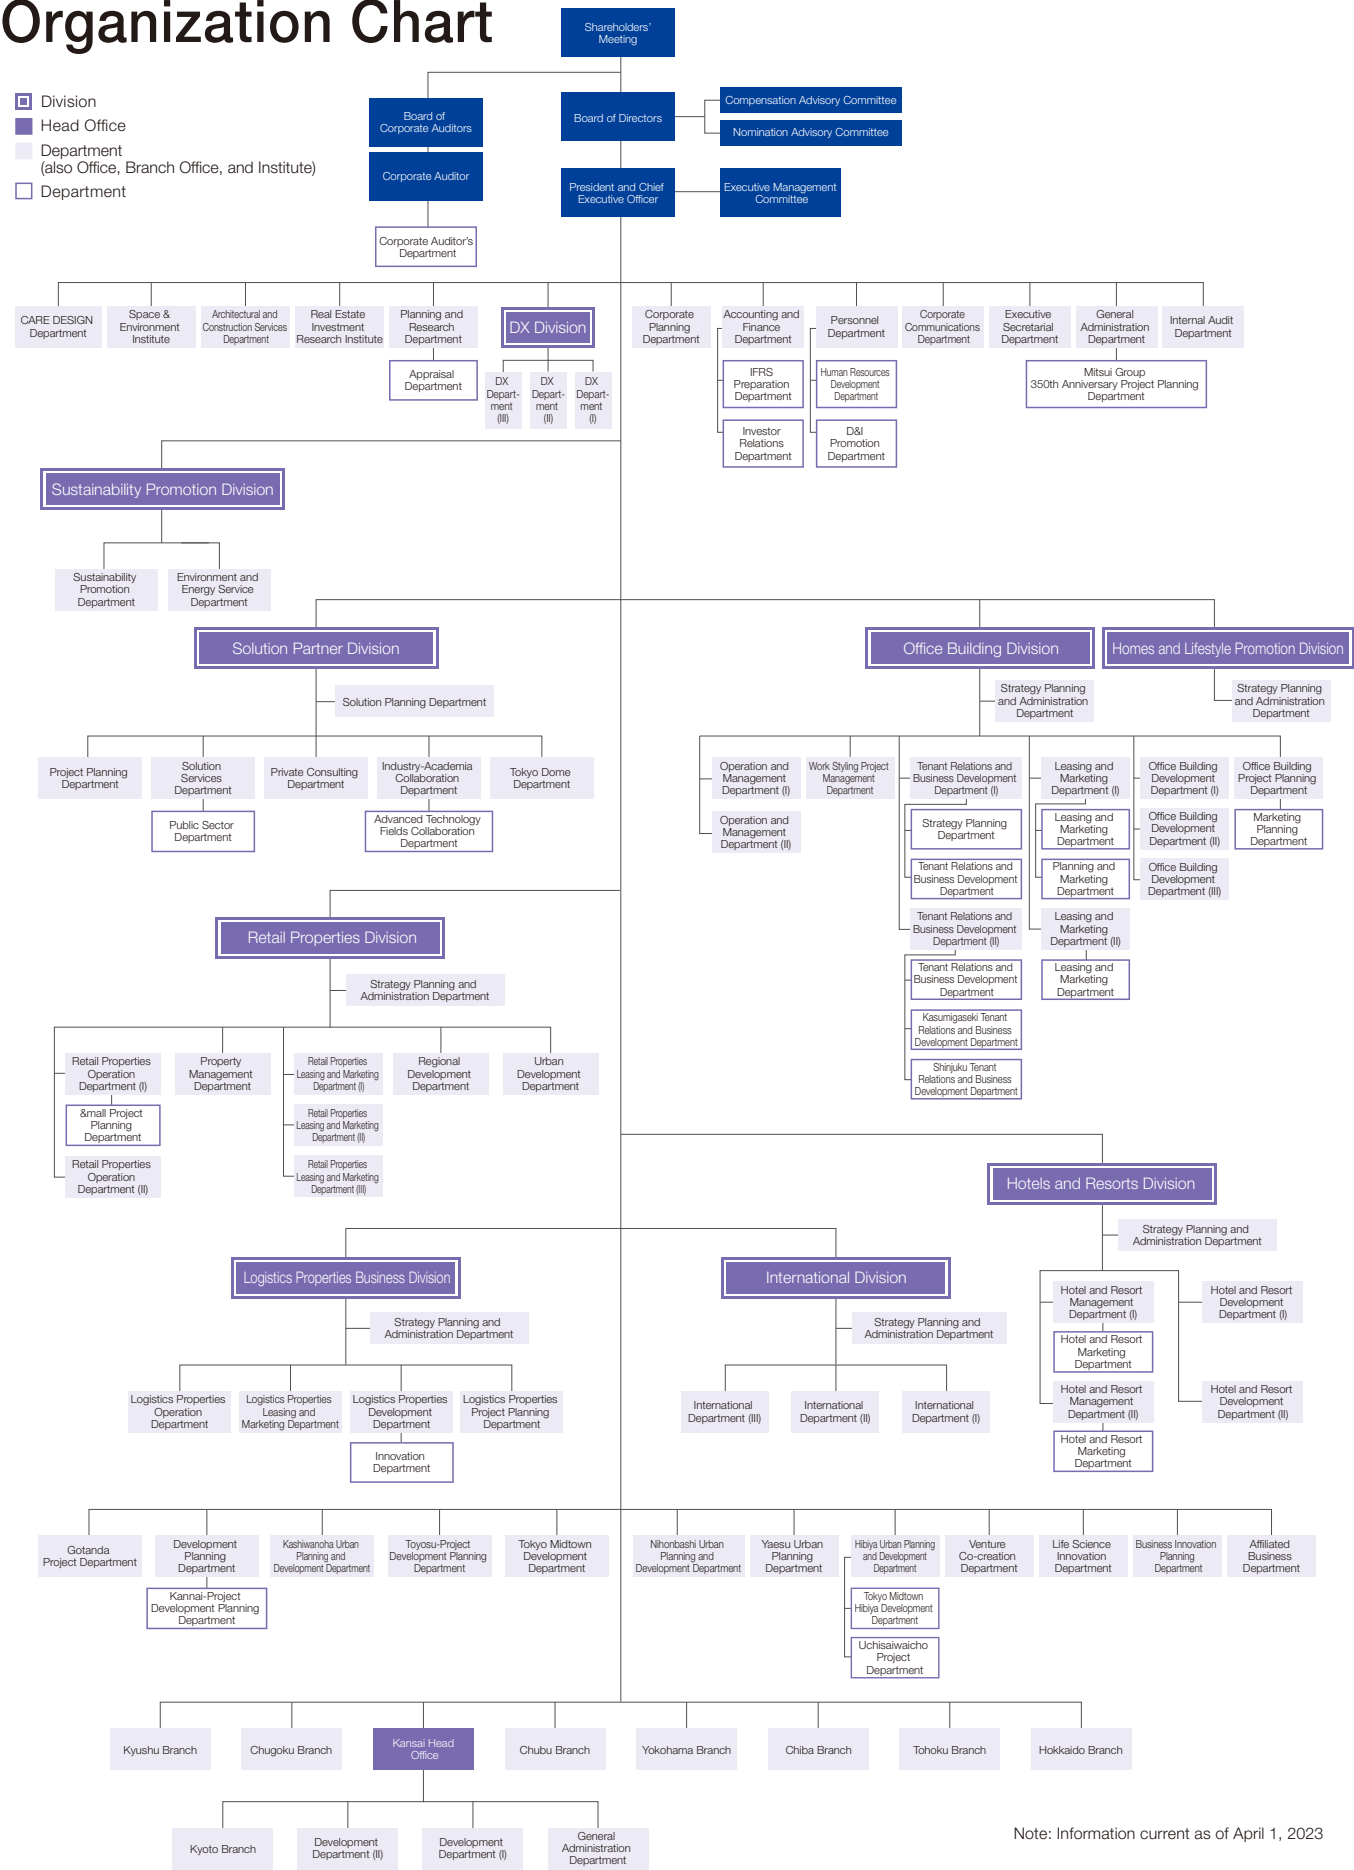 Organization Chart
Shareholders'
Meeting
Division
Head Office
Department
(also Office, Branch Office, and Institute)
Department
Board of
Corporate Auditors
Board of Directors
Compensation Advisory Committee
Nomination Advisory Committee
Corporate Auditor
President and Chief
Executive Officer
Executive Management
Committee
Corporate Auditor's
Department
CARE DESIGN
Department
Space &
Environment
Institute
Architectural and
Construction Services
Department
Real Estate
Investment
Research Institute
Planning and
Research
Department
DX Division
Corporate
Planning
Department
Accounting and
Finance
Department
Personnel
Department
Corporate
Communications
Department
Executive
Secretarial
Department
General
Administration
Department
Internal Audit
Department
Appraisal
Department
DX
Depart-
ment
(III)
DX
Depart-
ment
(II)
DX
Depart-
ment
(I)
IFRS
Preparation
Department
Human Resources
Development
Department
Mitsui Group
350th Anniversary Project Planning
Department
Investor
Relations
Department
D&I
Promotion
Department
Sustainability Promotion Division
Sustainability
Promotion
Department
Environment and
Energy Service
Department
Solution Partner Division
Solution Planning Department
Project Planning
Department
Solution
Services
Department
Private Consulting
Department
Industry-Academia
Collaboration
Department
Tokyo Dome
Department
Public Sector
Department
Advanced Technology
Fields Collaboration
Department
Office Building Division
Strategy Planning
and Administration
Department
Homes and Lifestyle Promotion Division
Strategy Planning
and Administration
Department
Operation and
Management
Department (I)
Operation and
Management
Department (II)
Work Styling Project
Management
Department
Tenant Relations and
Business Development
Department (I)
Strategy Planning
Department
Tenant Relations and
Business Development
Department
Tenant Relations and
Business Development
Department (II)
Tenant Relations and
Business Development
Department
Kasumigaseki Tenant
Relations and Business
Development Department
Shinjuku Tenant
Relations and Business
Development Department
Leasing and
Marketing
Department (I)
Leasing and
Marketing
Department
Planning and
Marketing
Department
Leasing and
Marketing
Department (II)
Leasing and
Marketing
Department
Office Building
Development
Department (I)
Office Building
Development
Department (II)
Office Building
Development
Department (III)
Office Building
Project Planning
Department
Marketing
Planning
Department
Retail Properties Division
Strategy Planning and
Administration Department
Retail Properties
Operation
Department (I)
&mall Project
Planning
Department
Retail Properties
Operation
Department (II)
Property
Management
Department
Retail Properties
Leasing and Marketing
Department (I)
Retail Properties
Leasing and Marketing
Department (II)
Retail Properties
Leasing and Marketing
Department (III)
Regional
Development
Department
Urban
Development
Department
Hotels and Resorts Division
Strategy Planning and
Administration Department
Hotel and Resort
Management
Department (I)
Hotel and Resort
Marketing
Department
Hotel and Resort
Management
Department (II)
Hotel and Resort
Marketing
Department
Hotel and Resort
Development
Department (I)
Hotel and Resort
Development
Department (II)
Logistics Properties Business Division
Strategy Planning and
Administration Department
Logistics Properties
Operation
Department
Logistics Properties
Leasing and
Marketing Department
Logistics Properties
Development
Department
Logistics Properties
Project Planning
Department
Innovation
Department
International Division
Strategy Planning and
Administration Department
International
Department (III)
International
Department (II)
International
Department (I)
Gotanda
Project Department
Development
Planning
Department
Kashiwanoha Urban
Planning and
Development Department
Toyosu-Project
Development Planning
Department
Tokyo Midtown
Development
Department
Nihonbashi Urban
Planning and
Development Department
Yaesu Urban
Planning
Department
Hibiya Urban Planning
and Development
Department
Venture
Co-creation
Department
Life Science
Innovation
Department
Business Innovation
Planning
Department
Affiliated
Business
Department
Kannai-Project
Development Planning
Department
Tokyo Midtown
Hibiya Development
Department
Uchisaiwaicho
Project
Department
Kyushu Branch
Chugoku Branch
Kansai Head
Office
Chubu Branch
Yokohama Branch
Chiba Branch
Tohoku Branch
Hokkaido Branch
Kyoto Branch
Development
Department (II)
Development
Department (I)
General
Administration
Department
Note: Information current as of April 1, 2023